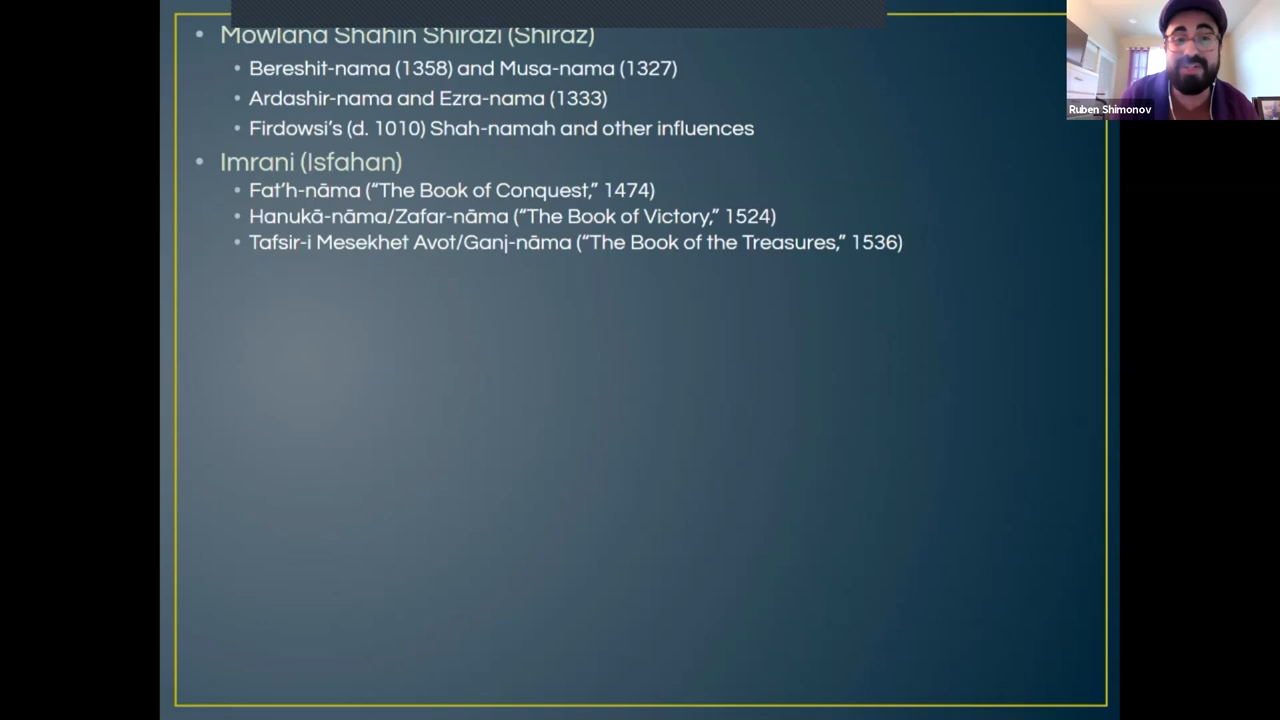 • Mowlana Shahin Shirazi (Shiraz)
• Bereshit-nama (1358) and Musa-nama (1327)
• Ardashir-nama and Ezra-nama (1333)
• Firdowsi’s (d. 1010) Shah-namah and other influences
• Imrani (Isfahan)
• Fat’h-nāma (“The Book of Conquest,” 1474)
• Hanukā-nāma/Zafar-nāma (“The Book of Victory,” 1524)
• Tafsir-i Mesekhet Avot/Ganj-nāma (“The Book of the Treasures,” 1536)
Ruben Shimonov